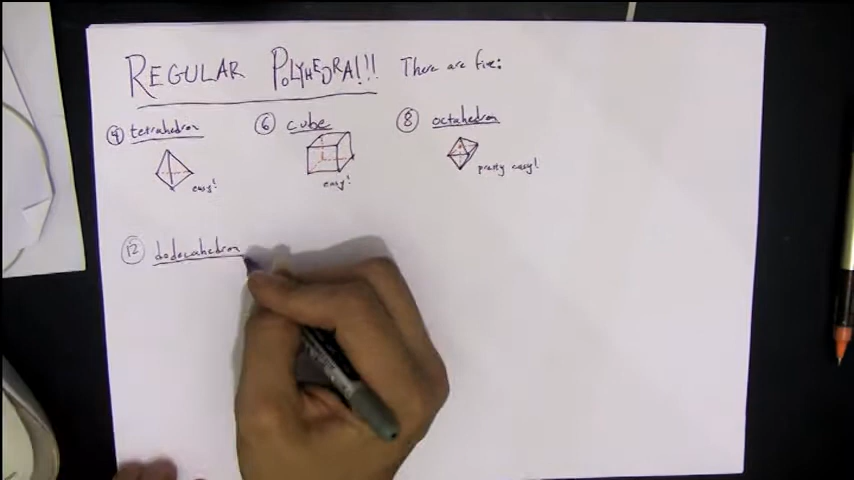 REGULAR POLYHEDRA!!! There are five:
4 tetrahedron 6 cube 8 octahedron
easy! easy! pretty easy!
12 dodecahedron